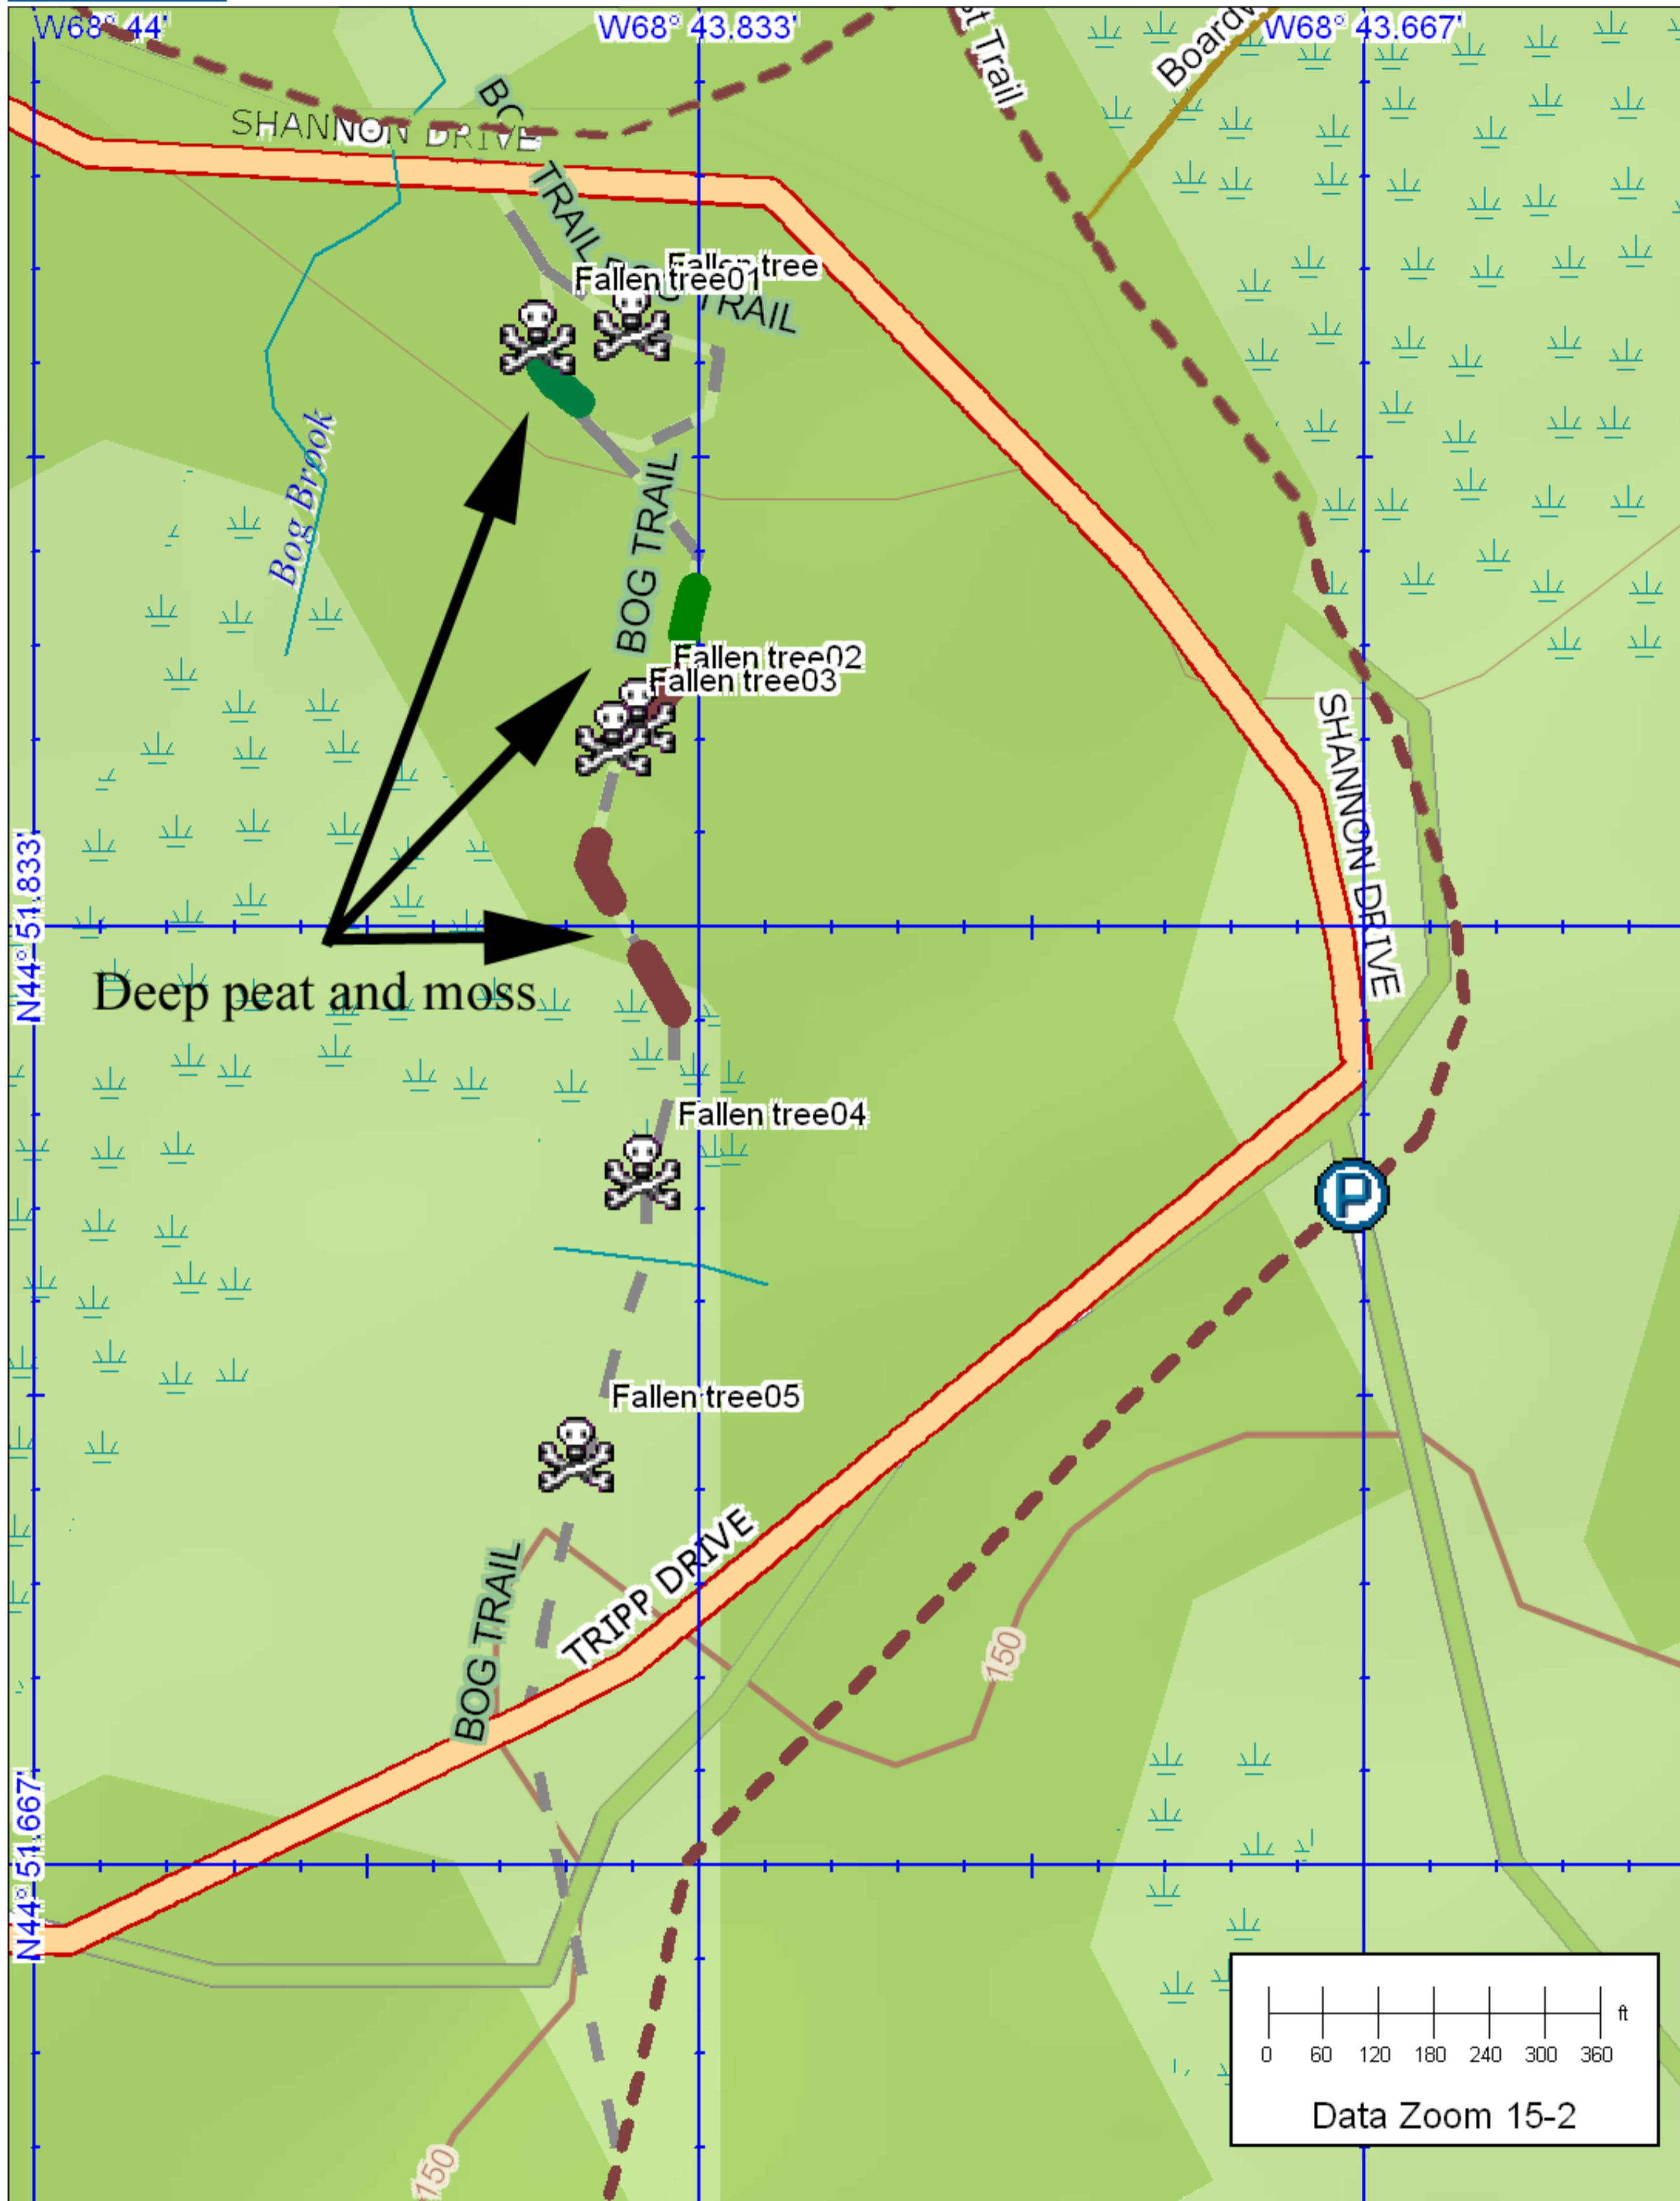 W68° 44'
W68° 43.833'
W68° 43.667'
st Trail
Boardw
SHANNON DRIVE
BO
TRAIL
TRAIL
Fallen tree
Fallen tree01
Bog Brook
BOG TRAIL
Fallen tree02
Fallen tree03
SHANNON DRIVE
N44° 51.833'
Deep peat and moss
Fallen tree04
P
Fallen tree05
TRIPP DRIVE
BOG TRAIL
150
N44° 51.667'
150
0 60 120 180 240 300 360 ft
Data Zoom 15-2